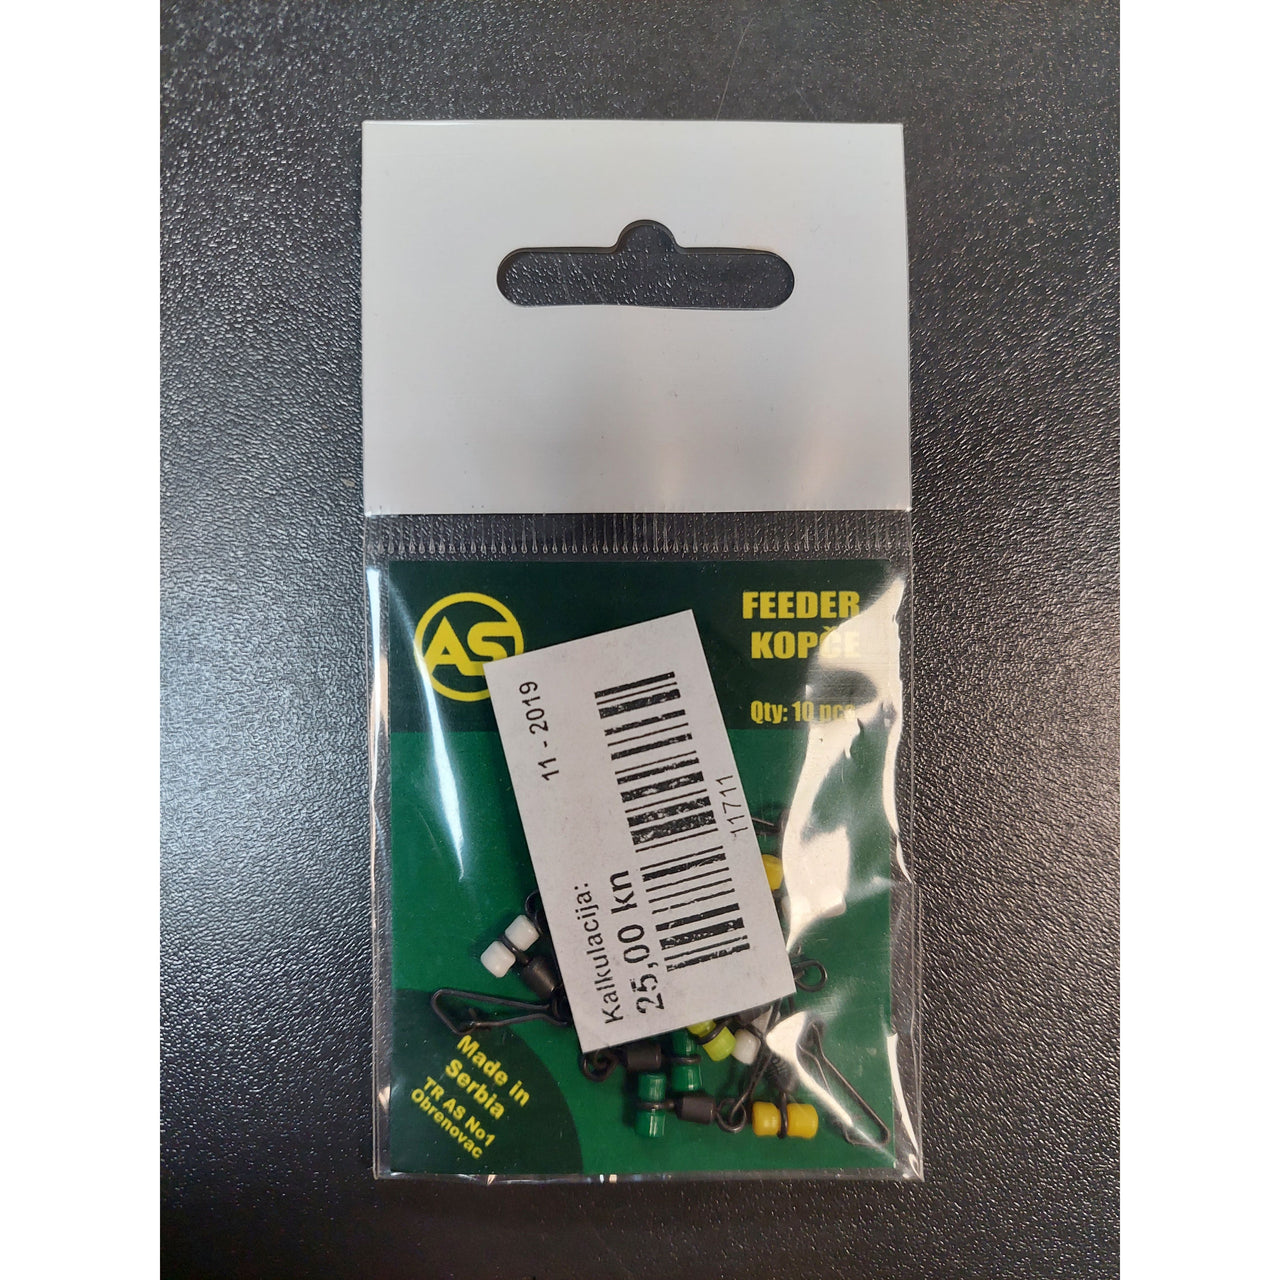 AS
FEEDER
KOPČE
Qty: 10 pcs
11 - 2019
Kalkulacija:
25,00 kn
11711
Made in
Serbia
TR As No1
Obrenovac